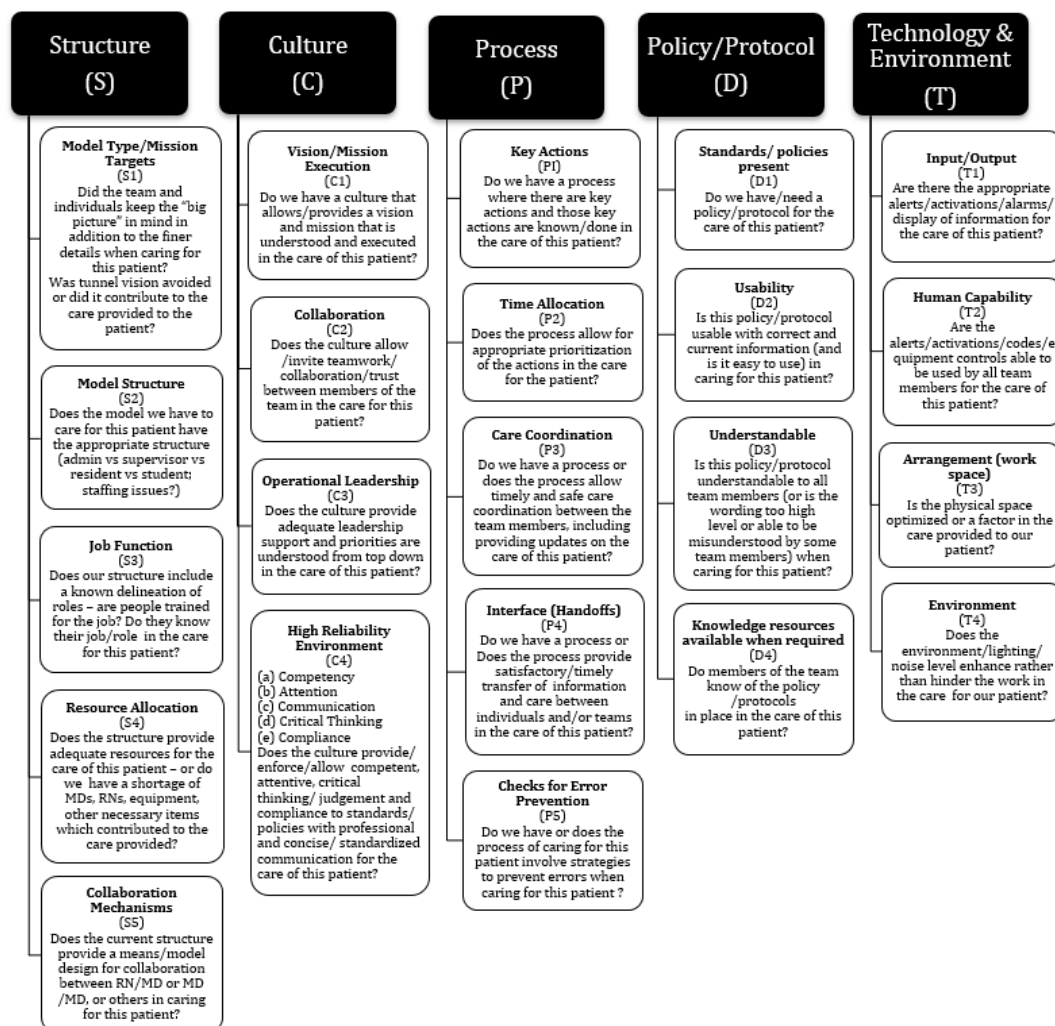 Structure
(S)
Model Type/Mission
Targets
(S1)
Did the team and
individuals keep the “big
picture” in mind in
addition to the finer
details when caring for
this patient?
Was tunnel vision avoided
or did it contribute to the
care provided to the
patient?
Model Structure
(S2)
Does the model we have to
care for this patient have
the appropriate structure
(admin vs supervisor vs
resident vs student;
staffing issues?)
Job Function
(S3)
Does our structure include
a known delineation of
roles – are people trained
for the job? Do they know
their job/role in the care
for this patient?
Resource Allocation
(S4)
Does the structure provide
adequate resources for the
care of this patient – or do
we have a shortage of
MDs, RNs, equipment,
other necessary items
which contributed to the
care provided?
Collaboration
Mechanisms
(S5)
Does the current structure
provide a means/model
design for collaboration
between RN/MD or MD
/MD, or others in caring
for this patient?
Culture
(C)
Vision/Mission
Execution
(C1)
Do we have a culture that
allows/provides a vision
and mission that is
understood and executed
in the care of this patient?
Collaboration
(C2)
Does the culture allow
/invite teamwork/
collaboration/trust
between members of the
team in the care for this
patient?
Operational Leadership
(C3)
Does the culture provide
adequate leadership
support and priorities are
understood from top down
in the care of this patient?
High Reliability
Environment
(C4)
(a) Competency
(b) Attention
(c) Communication
(d) Critical Thinking
(e) Compliance
Does the culture provide/
enforce/allow competent,
attentive, critical
thinking/ judgement and
compliance to standards/
policies with professional
and concise/ standardized
communication for the
care of this patient?
Process
(P)
Key Actions
(PI)
Do we have a process
where there are key
actions and those key
actions are known/done in
the care of this patient?
Time Allocation
(P2)
Does the process allow for
appropriate prioritization
of the actions in the care
for the patient?
Care Coordination
(P3)
Do we have a process or
does the process allow
timely and safe care
coordination between the
team members, including
providing updates on the
care of this patient?
Interface (Handoffs)
(P4)
Do we have a process or
Does the process provide
satisfactory/timely
transfer of information
and care between
individuals and/or teams
in the care of this patient?
Checks for Error
Prevention
(P5)
Do we have or does the
process of caring for this
patient involve strategies
to prevent errors when
caring for this patient ?
Policy/Protocol
(D)
Standards/ policies
present
(D1)
Do we have/need a
policy/protocol for the
care of this patient?
Usability
(D2)
Is this policy/protocol
usable with correct and
current information (and
is it easy to use) in
caring for this patient?
Understandable
(D3)
Is this policy/protocol
understandable to all
team members (or is the
wording too high
level or able to be
misunderstood by some
team members) when
caring for this patient?
Knowledge resources
available when required
(D4)
Do members of the team
know of the policy
/protocols
in place in the care of this
patient?
Technology &
Environment
(T)
Input/Output
(T1)
Are there the appropriate
alerts/activations/alarms/
display of information for
the care of this patient?
Human Capability
(T2)
Are the
alerts/activations/codes/e
quipment controls able to
be used by all team
members for the care of
this patient?
Arrangement (work
space)
(T3)
Is the physical space
optimized or a factor in the
care provided to our
patient?
Environment
(T4)
Does the
environment/lighting/
noise level enhance rather
than hinder the work in
the care for our patient?